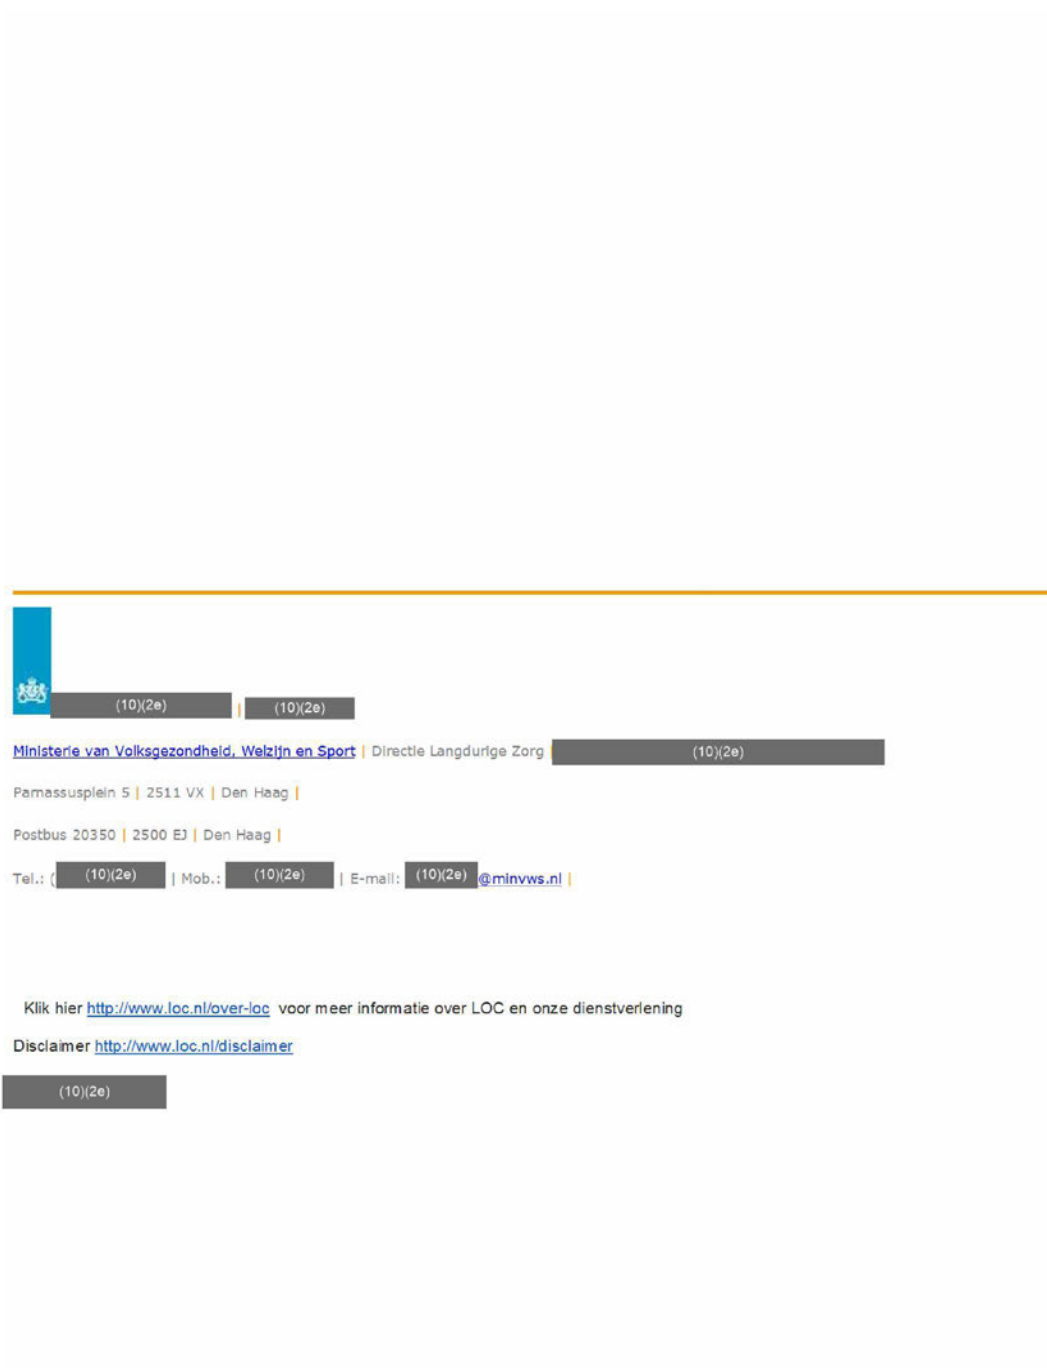 (10)(2e) | (10)(2e)
Ministerie van Volksgezondheid, Welzijn en Sport | Directie Langdurige Zorg | (10)(2e)
Parnassusplein 5 | 2511 VX | Den Haag |
Postbus 20350 | 2500 EJ | Den Haag |
Tel.: ( (10)(2e) | Mob.: (10)(2e) | E-mail: (10)(2e) @minvws.nl |
Klik hier http://www.loc.nl/over-loc voor meer informatie over LOC en onze dienstverlening
Disclaimer http://www.loc.nl/disclaimer
(10)(2e)